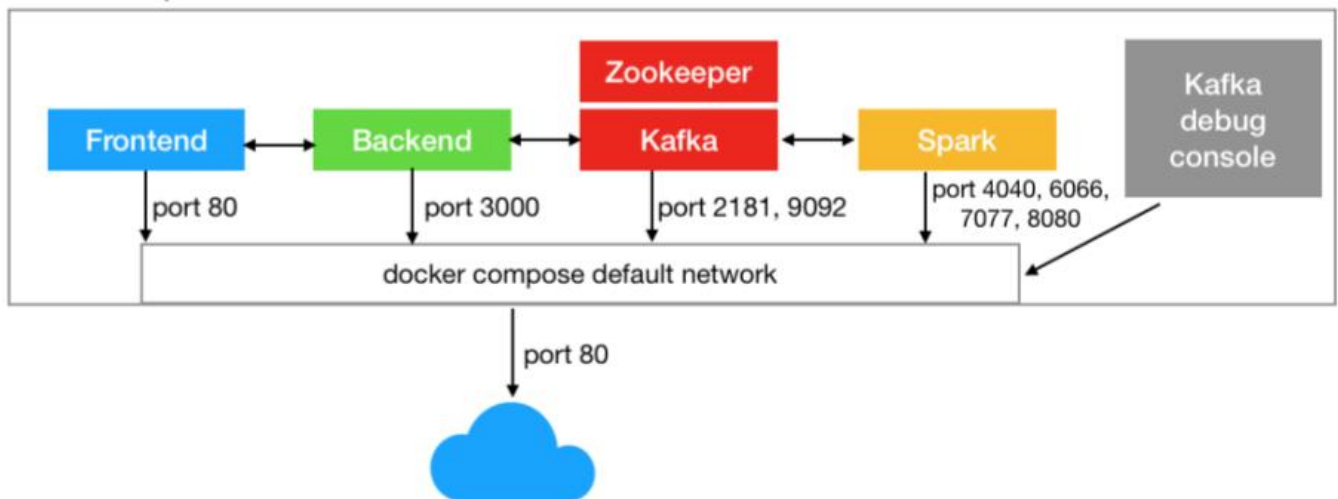 Zookeeper
Kafka
debug
console
Frontend
Backend
Kafka
Spark
port 80
port 3000
port 2181, 9092
port 4040, 6066,
7077, 8080
docker compose default network
port 80